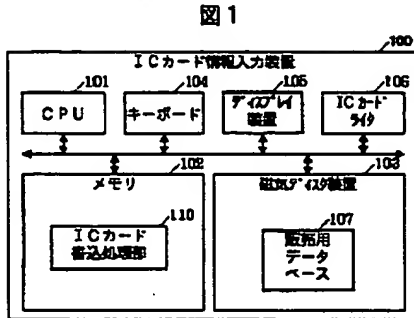 図1
100
ICカード情報入力装置
101
104
105
106
CPU
キーボード
ディスプレイ
装置
ICカード
ライタ
102
103
メモリ
磁気ディスク装置
110
ICカード
書込処理部
107
販売用
データ
ベース